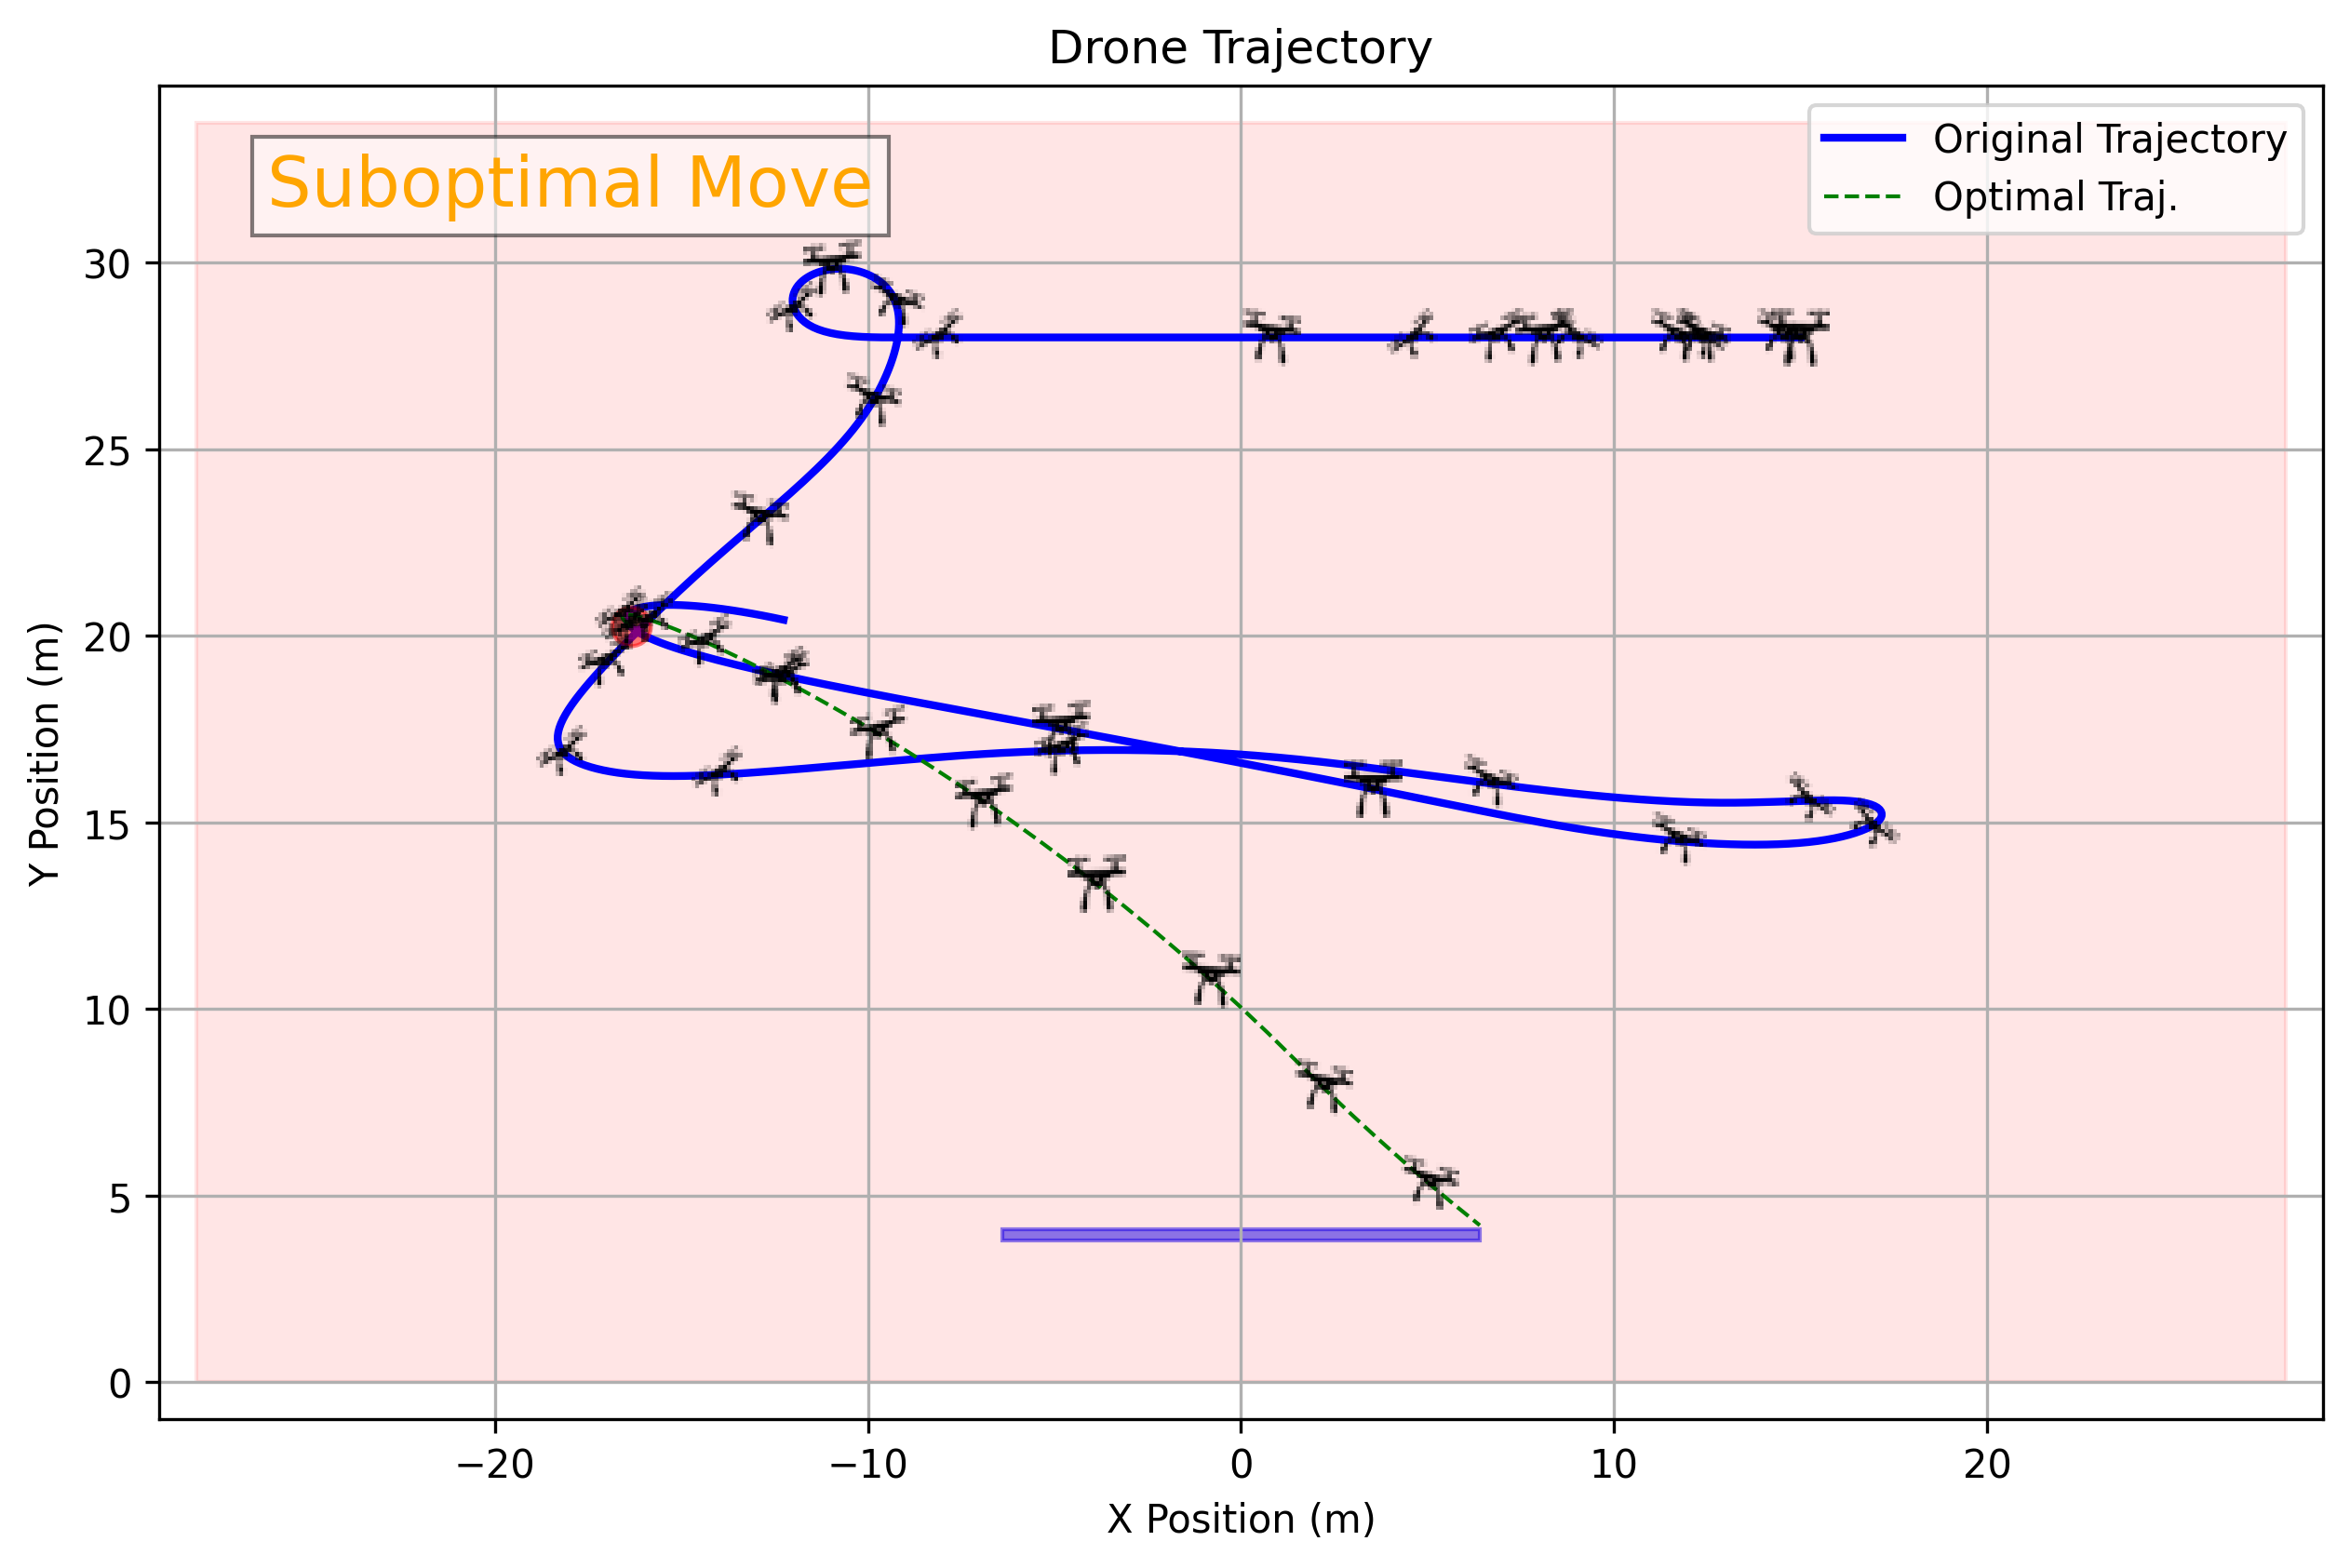 Drone Trajectory
Suboptimal Move
Original Trajectory
Optimal Traj.
30
25
20
15
10
5
0
Y Position (m)
−20
−10
0
10
20
X Position (m)